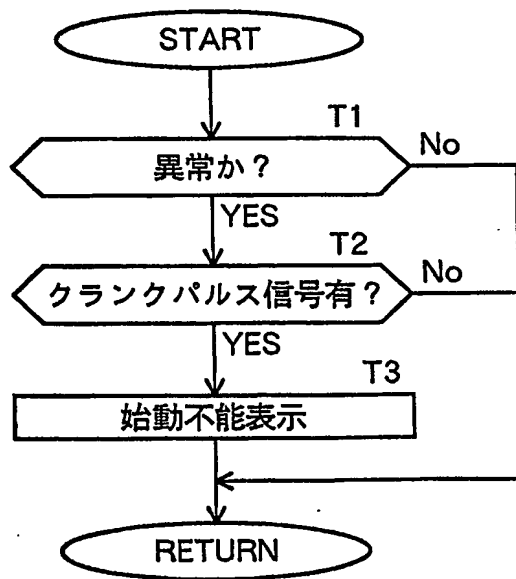 START
T1
異常か?
No
YES
T2
クランクパルス信号有?
No
YES
T3
始動不能表示
RETURN